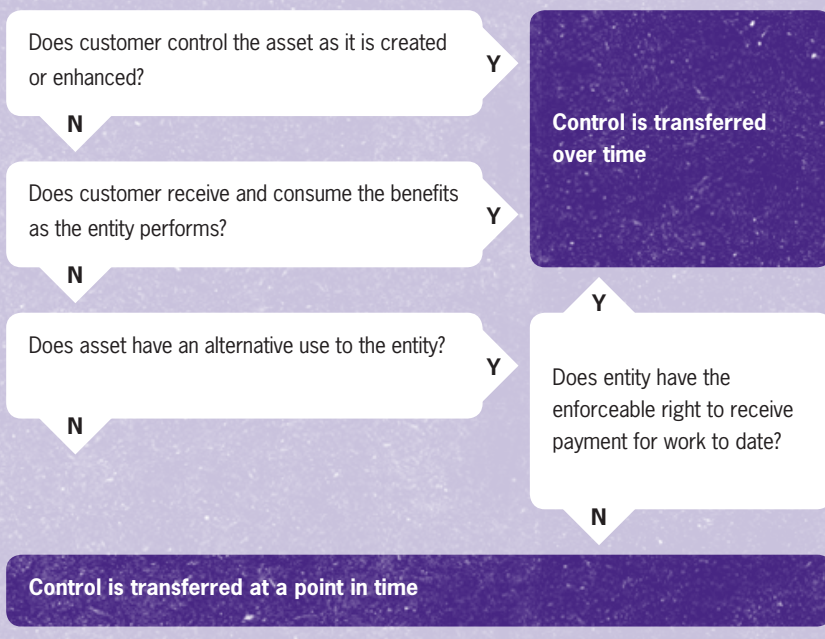 Does customer control the asset as it is created
or enhanced?
Y
N
Control is transferred
over time
Does customer receive and consume the benefits
as the entity performs?
Y
N
Does asset have an alternative use to the entity?
Y
N
Y
Does entity have the
enforceable right to receive
payment for work to date?
N
Control is transferred at a point in time